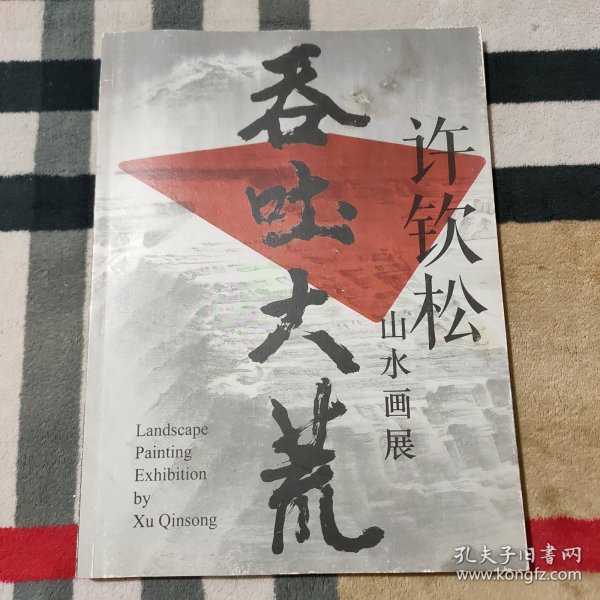 吞吐大荒
许钦松
山水画展
Landscape
Painting
Exhibition
by
Xu Qinsong
孔夫子旧书网
www.kongfz.com